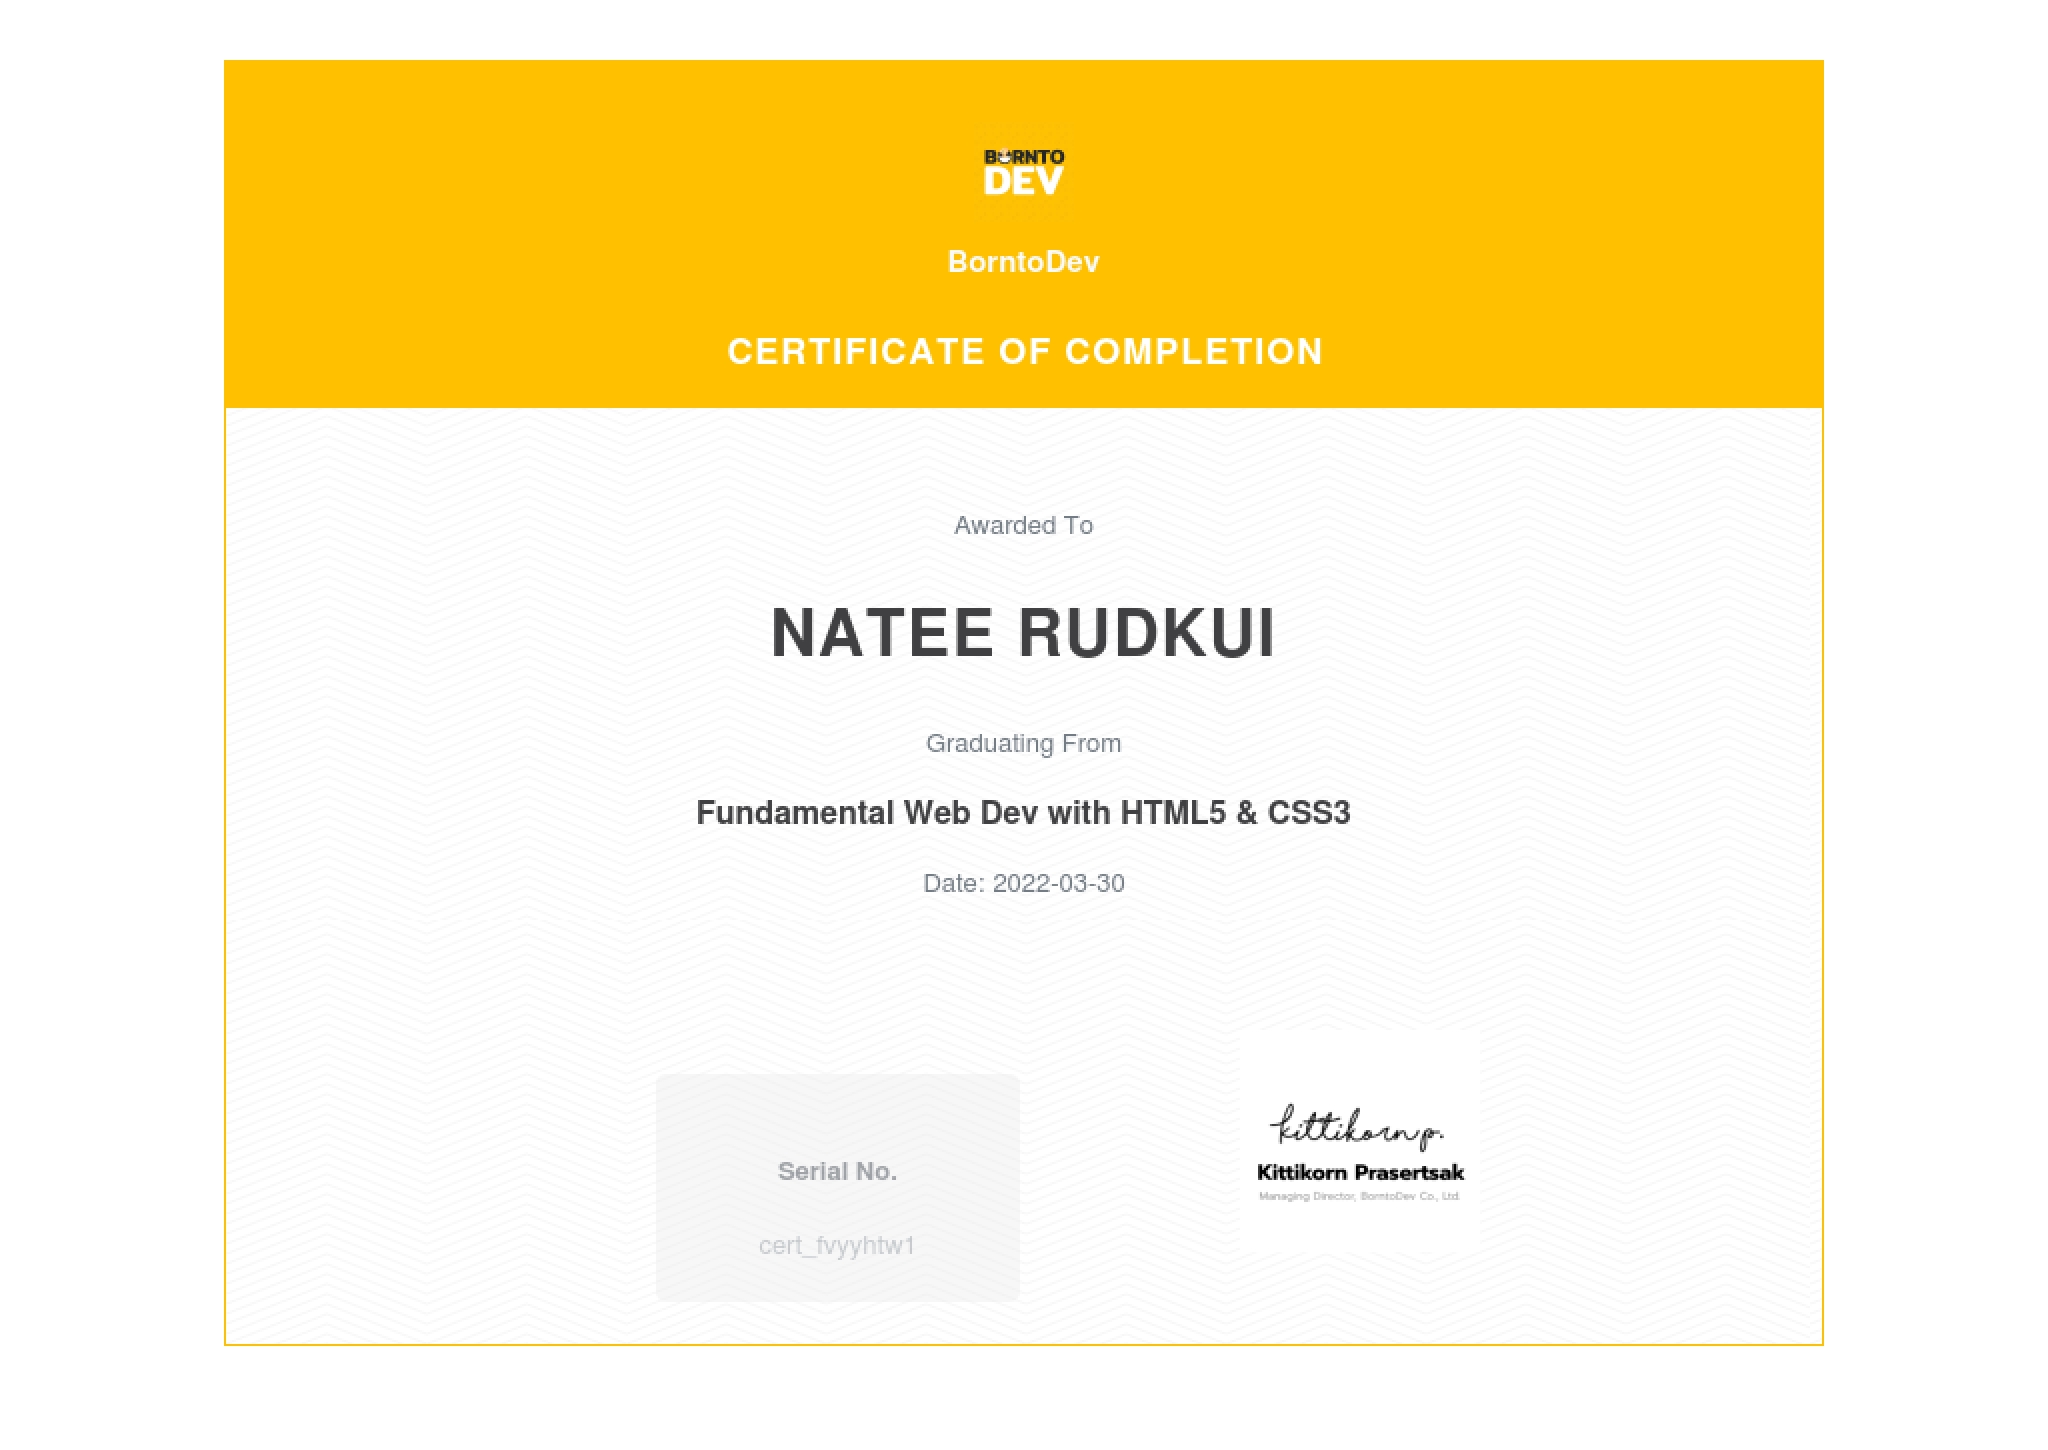 BORNTO
DEV
BorntoDev
CERTIFICATE OF COMPLETION
Awarded To
NATEE RUDKUI
Graduating From
Fundamental Web Dev with HTML5 & CSS3
Date: 2022-03-30
kittikorn p.
Kittikorn Prasertsak
Managing Director, BorntoDev Co., Ltd.
Serial No.
cert_fvyyhtw1